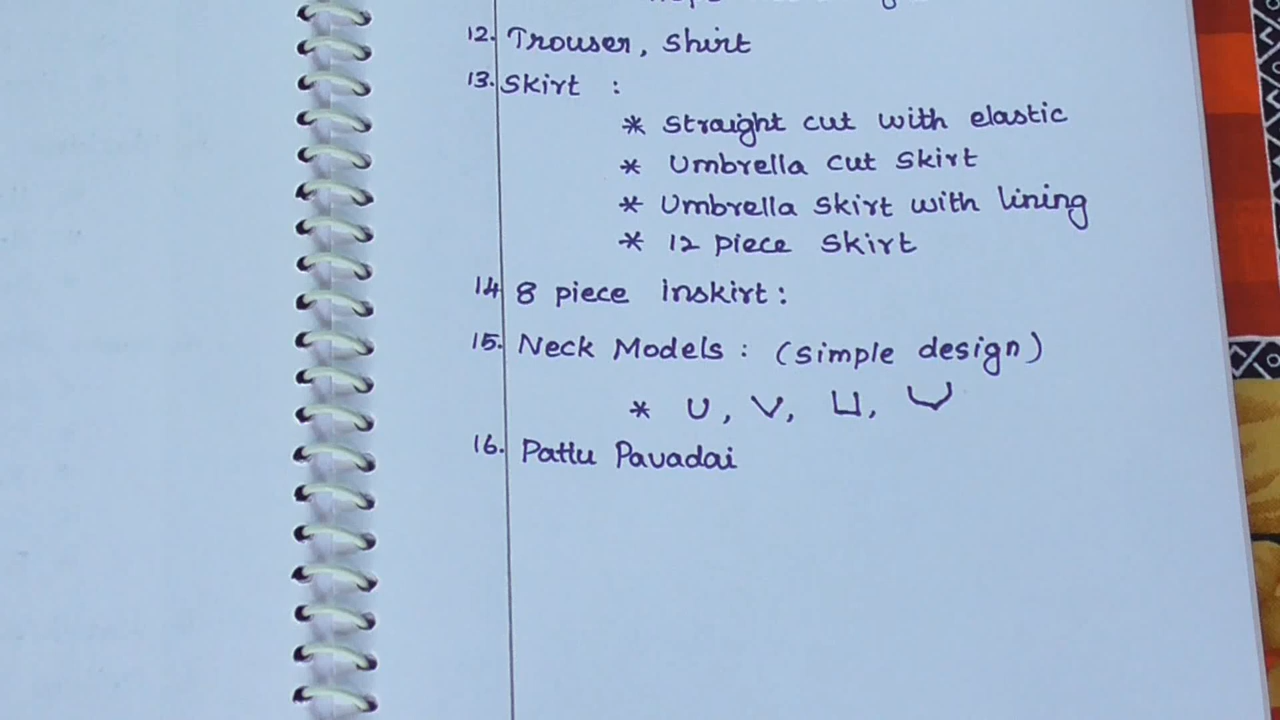 12. Trouser, Shirt
13. Skirt :
* Straight cut with elastic
* Umbrella cut Skirt
* Umbrella Skirt with lining
* 12 piece Skirt
14 8 piece inskirt :
15. Neck Models : (Simple design)
* U, V, ⊔,
16. Pattu Pavadai